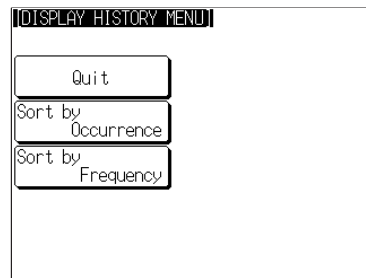 [DISPLAY HISTORY MENU]
Quit
Sort by
Occurrence
Sort by
Frequency